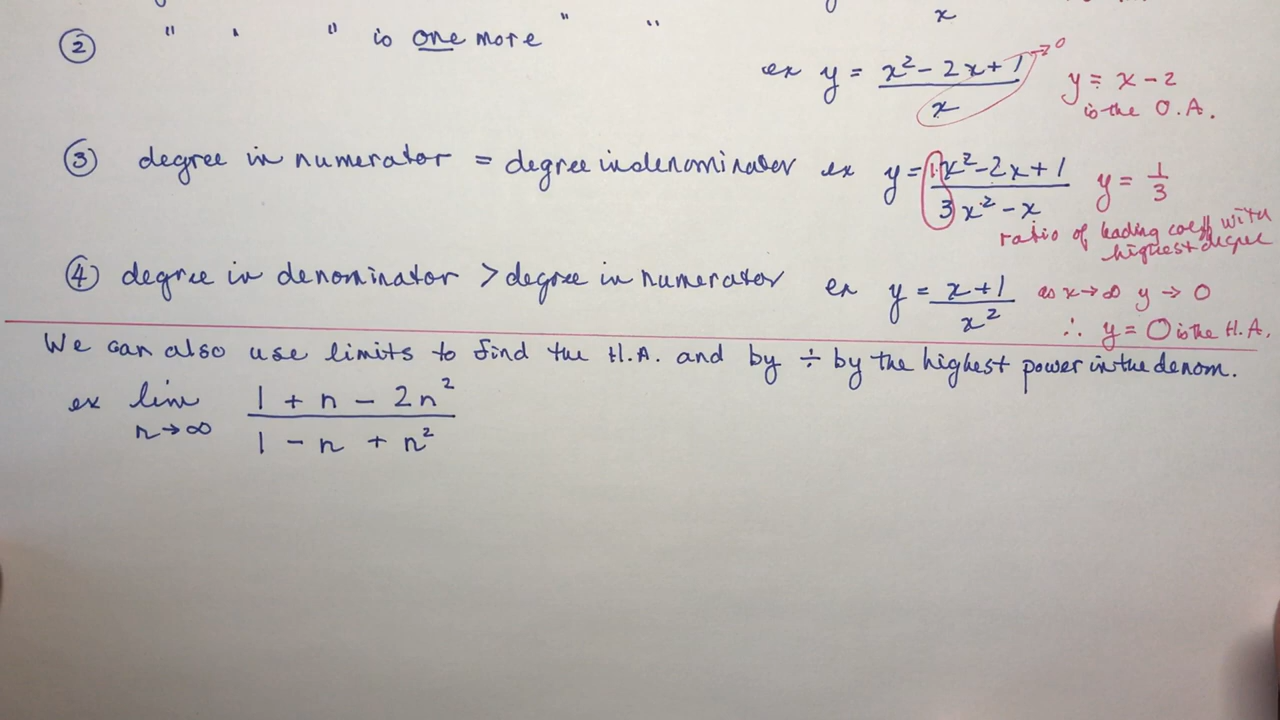 x
② " " " is one more " "
ex y = x² - 2x + 1 / x → 0 y = x - 2
is the O.A.
③ degree in numerator = degree in denominator ex y = 1x² - 2x + 1 / 3x² - x y = 1/3
ratio of leading coeff with
highest degree
④ degree in denominator > degree in numerator ex y = x + 1 / x² as x → ∞ y → 0
∴ y = 0 is the H.A.
We can also use limits to find the H.A. and by ÷ by the highest power in the denom.
ex lim n → ∞ 1 + n - 2n² / 1 - n + n²